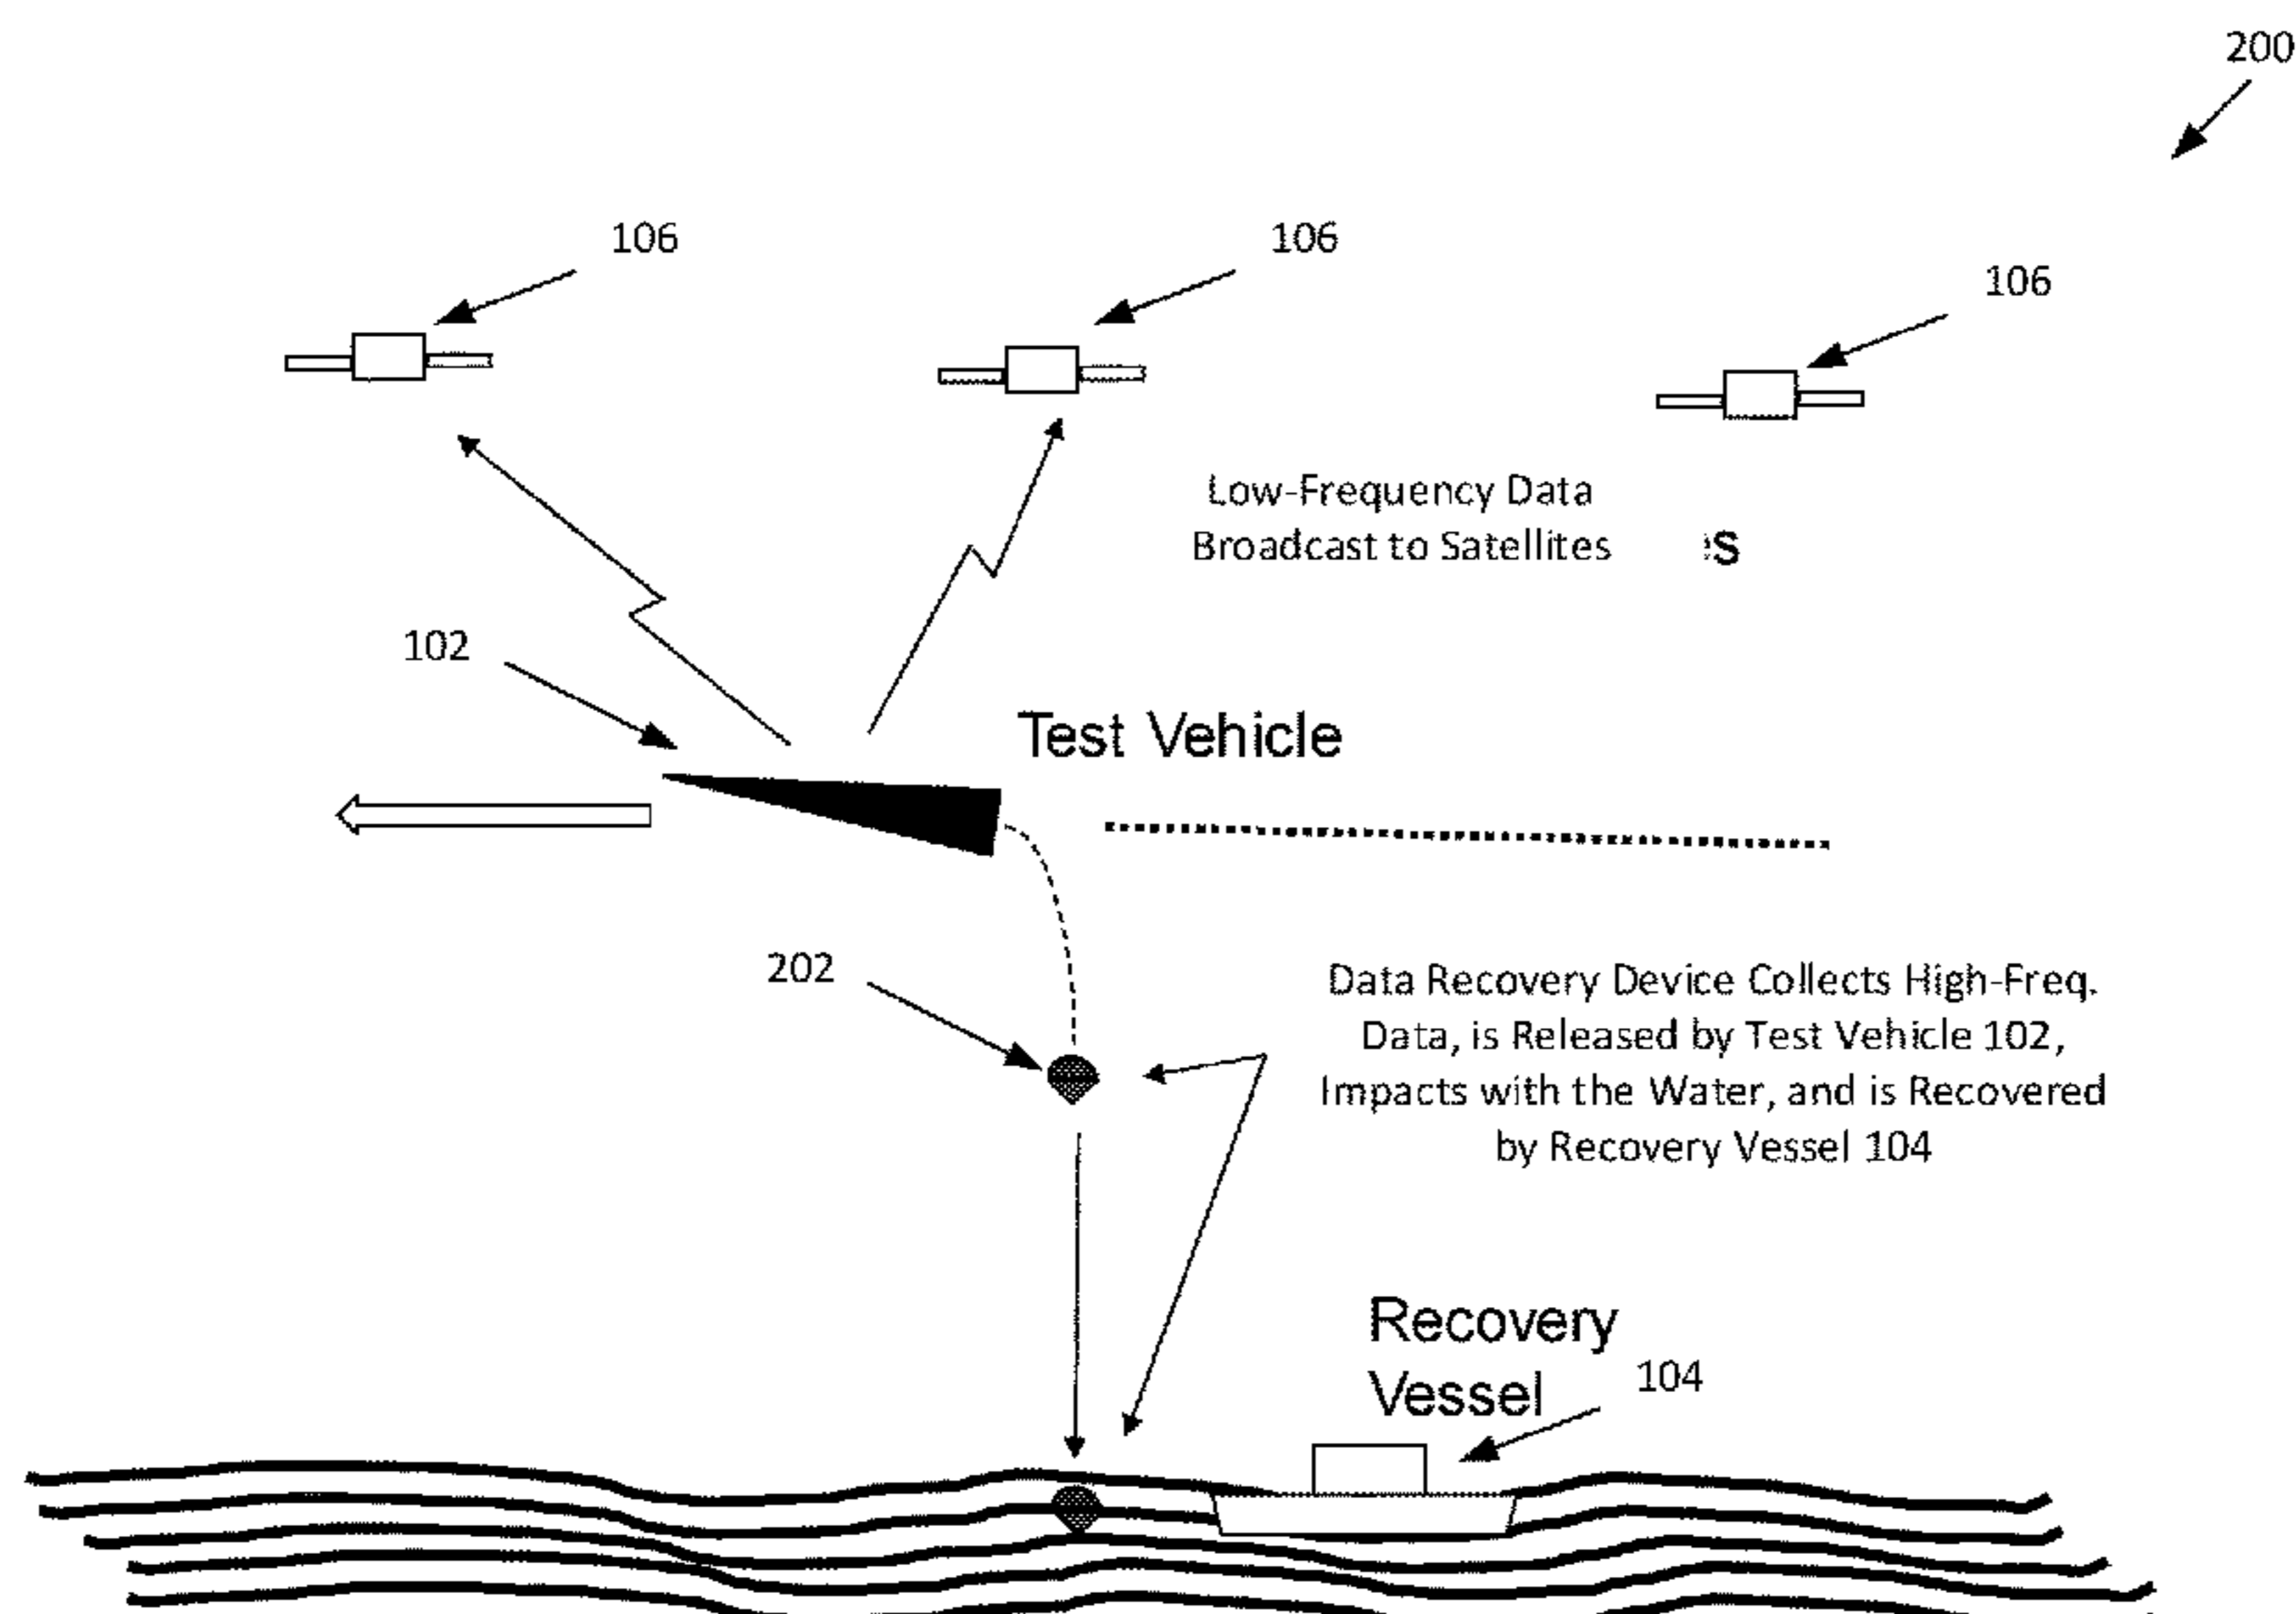 200
106
106
106
Low-Frequency Data
Broadcast to Satellites
s
102
Test Vehicle
202
Data Recovery Device Collects High-Freq.
Data, is Released by Test Vehicle 102,
Impacts with the Water, and is Recovered
by Recovery Vessel 104
Recovery
Vessel
104